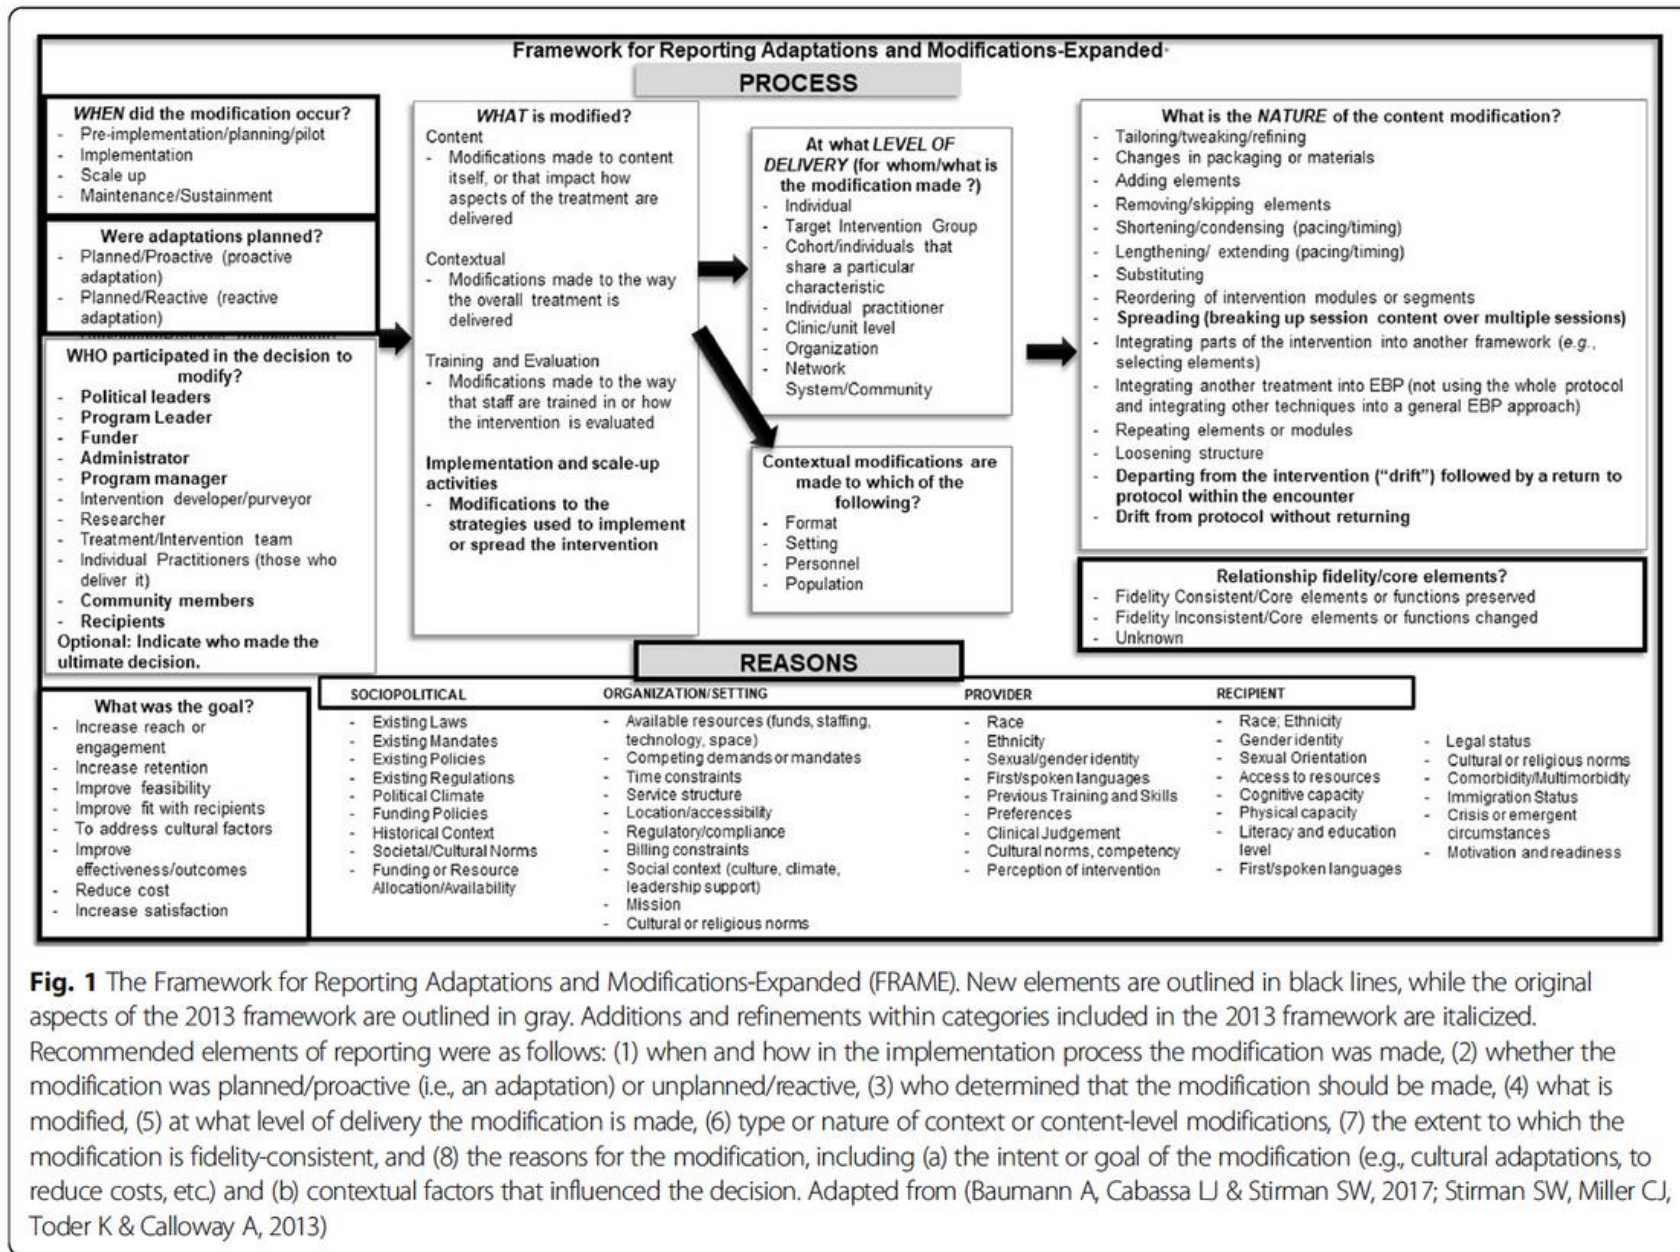 Framework for Reporting Adaptations and Modifications-Expanded
PROCESS
WHEN did the modification occur?
- Pre-implementation/planning/pilot
- Implementation
- Scale up
- Maintenance/Sustainment
Were adaptations planned?
- Planned/Proactive (proactive
adaptation)
- Planned/Reactive (reactive
adaptation)
WHO participated in the decision to
modify?
- Political leaders
- Program Leader
- Funder
- Administrator
- Program manager
- Intervention developer/purveyor
- Researcher
- Treatment/Intervention team
- Individual Practitioners (those who
deliver it)
- Community members
- Recipients
Optional: Indicate who made the
ultimate decision.
WHAT is modified?
Content
- Modifications made to content
itself, or that impact how
aspects of the treatment are
delivered
Contextual
- Modifications made to the way
the overall treatment is
delivered
Training and Evaluation
- Modifications made to the way
that staff are trained in or how
the intervention is evaluated
Implementation and scale-up
activities
- Modifications to the
strategies used to implement
or spread the intervention
At what LEVEL OF
DELIVERY (for whom/what is
the modification made ?)
- Individual
- Target Intervention Group
- Cohort/individuals that
share a particular
characteristic
- Individual practitioner
- Clinic/unit level
- Organization
- Network
System/Community
Contextual modifications are
made to which of the
following?
- Format
- Setting
- Personnel
- Population
What is the NATURE of the content modification?
- Tailoring/tweaking/refining
- Changes in packaging or materials
- Adding elements
- Removing/skipping elements
- Shortening/condensing (pacing/timing)
- Lengthening/ extending (pacing/timing)
- Substituting
- Reordering of intervention modules or segments
- Spreading (breaking up session content over multiple sessions)
- Integrating parts of the intervention into another framework (e.g.,
selecting elements)
- Integrating another treatment into EBP (not using the whole protocol
and integrating other techniques into a general EBP approach)
- Repeating elements or modules
- Loosening structure
- Departing from the intervention (“drift”) followed by a return to
protocol within the encounter
- Drift from protocol without returning
Relationship fidelity/core elements?
- Fidelity Consistent/Core elements or functions preserved
- Fidelity Inconsistent/Core elements or functions changed
- Unknown
REASONS
What was the goal?
- Increase reach or
engagement
- Increase retention
- Improve feasibility
- Improve fit with recipients
- To address cultural factors
- Improve
effectiveness/outcomes
- Reduce cost
- Increase satisfaction
SOCIOPOLITICAL
- Existing Laws
- Existing Mandates
- Existing Policies
- Existing Regulations
- Political Climate
- Funding Policies
- Historical Context
- Societal/Cultural Norms
- Funding or Resource
Allocation/Availability
ORGANIZATION/SETTING
- Available resources (funds, staffing,
technology, space)
- Competing demands or mandates
- Time constraints
- Service structure
- Location/accessibility
- Regulatory/compliance
- Billing constraints
- Social context (culture, climate,
leadership support)
- Mission
- Cultural or religious norms
PROVIDER
- Race
- Ethnicity
- Sexual/gender identity
- First/spoken languages
- Previous Training and Skills
- Preferences
- Clinical Judgement
- Cultural norms, competency
- Perception of intervention
RECIPIENT
- Race; Ethnicity
- Gender identity
- Sexual Orientation
- Access to resources
- Cognitive capacity
- Physical capacity
- Literacy and education
level
- First/spoken languages
- Legal status
- Cultural or religious norms
- Comorbidity/Multimorbidity
- Immigration Status
- Crisis or emergent
circumstances
- Motivation and readiness
Fig. 1 The Framework for Reporting Adaptations and Modifications-Expanded (FRAME). New elements are outlined in black lines, while the original
aspects of the 2013 framework are outlined in gray. Additions and refinements within categories included in the 2013 framework are italicized.
Recommended elements of reporting were as follows: (1) when and how in the implementation process the modification was made, (2) whether the
modification was planned/proactive (i.e., an adaptation) or unplanned/reactive, (3) who determined that the modification should be made, (4) what is
modified, (5) at what level of delivery the modification is made, (6) type or nature of context or content-level modifications, (7) the extent to which the
modification is fidelity-consistent, and (8) the reasons for the modification, including (a) the intent or goal of the modification (e.g., cultural adaptations, to
reduce costs, etc.) and (b) contextual factors that influenced the decision. Adapted from (Baumann A, Cabassa LJ & Stirman SW, 2017; Stirman SW, Miller CJ,
Toder K & Calloway A, 2013)